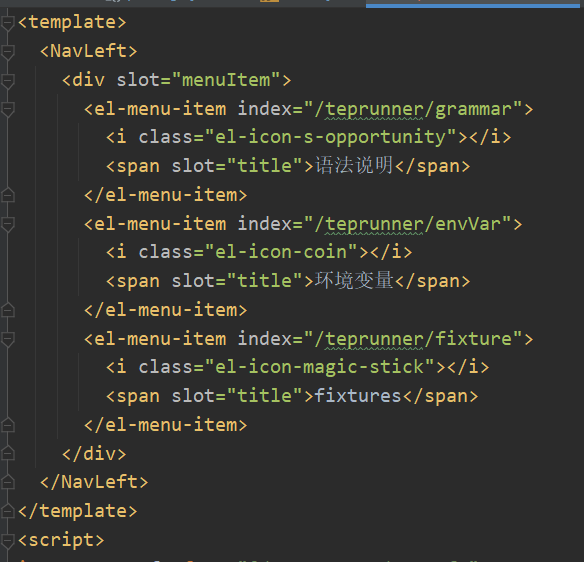 <template>
<NavLeft>
<div slot="menuItem">
<el-menu-item index="/teprunner/grammar">
<i class="el-icon-s-opportunity"></i>
<span slot="title">语法说明</span>
</el-menu-item>
<el-menu-item index="/teprunner/envVar">
<i class="el-icon-coin"></i>
<span slot="title">环境变量</span>
</el-menu-item>
<el-menu-item index="/teprunner/fixture">
<i class="el-icon-magic-stick"></i>
<span slot="title">fixtures</span>
</el-menu-item>
</div>
</NavLeft>
</template>
<script>